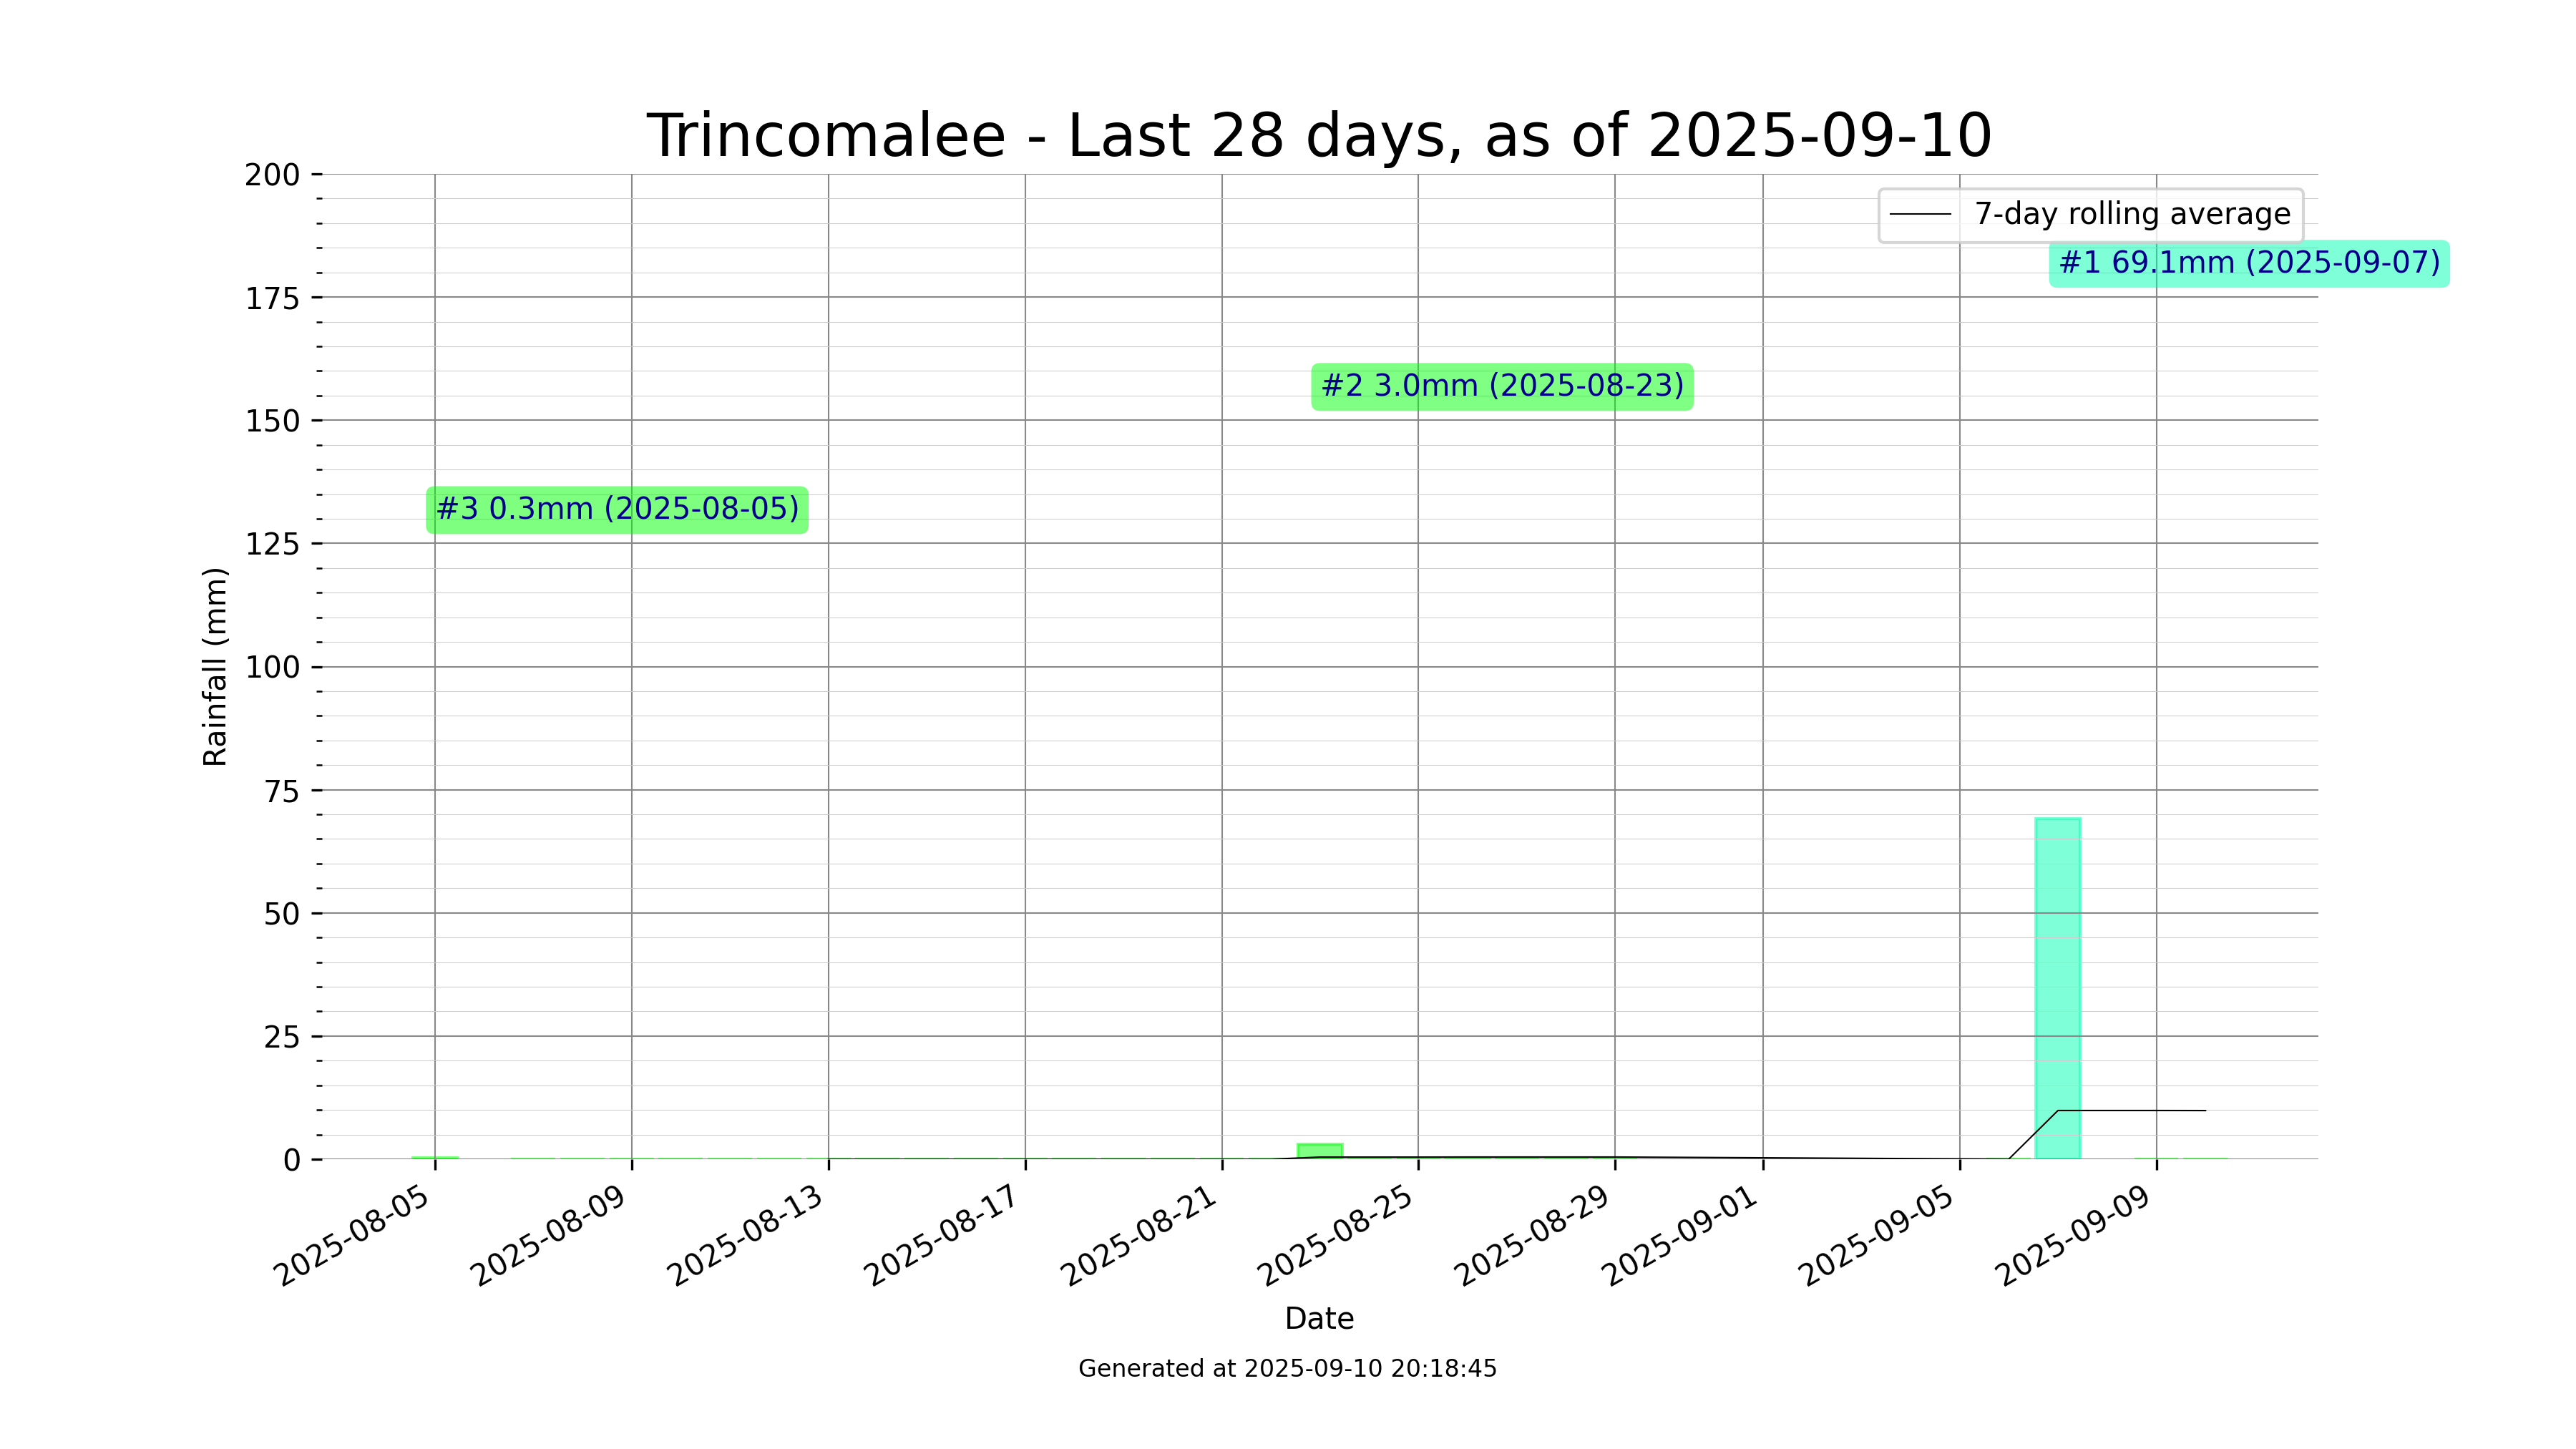 Trincomalee - Last 28 days, as of 2025-09-10
7-day rolling average
#1 69.1mm (2025-09-07)
#2 3.0mm (2025-08-23)
#3 0.3mm (2025-08-05)
Rainfall (mm)
200
175
150
125
100
75
50
25
0
2025-08-05
2025-08-09
2025-08-13
2025-08-17
2025-08-21
2025-08-25
2025-08-29
2025-09-01
2025-09-05
2025-09-09
Date
Generated at 2025-09-10 20:18:45